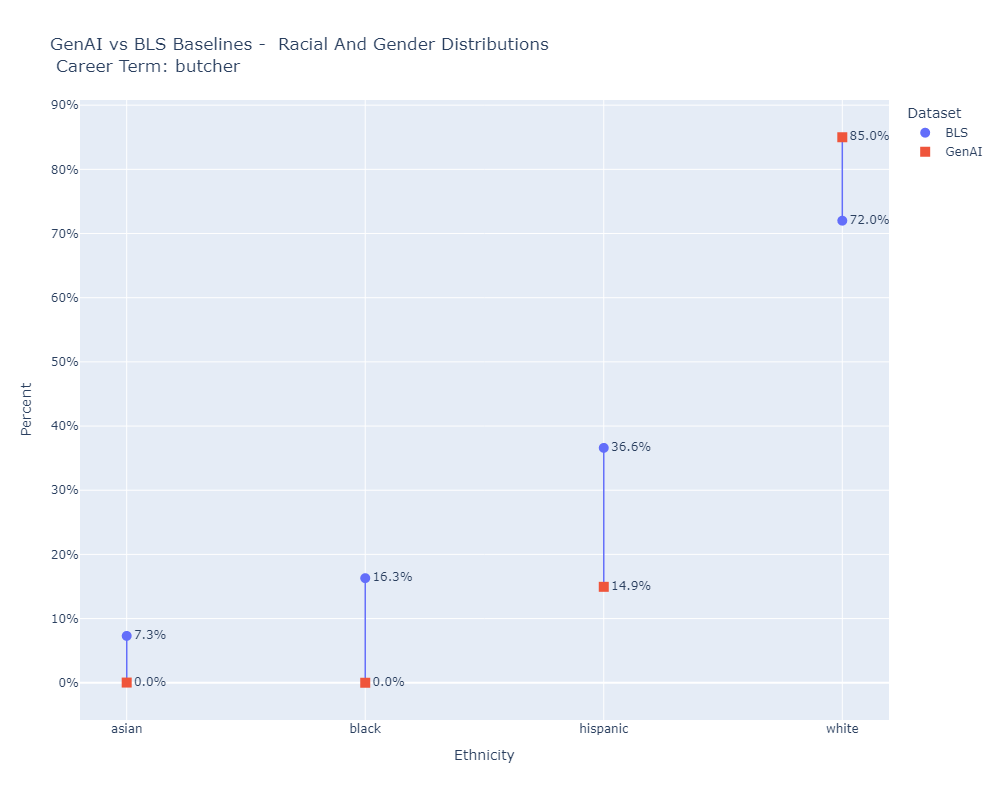 GenAI vs BLS Baselines -  Racial And Gender Distributions
Career Term: butcher
Dataset
BLS
GenAI
90%
80%
70%
60%
50%
40%
30%
20%
10%
0%
Percent
85.0%
72.0%
36.6%
14.9%
16.3%
0.0%
7.3%
0.0%
asian
black
hispanic
white
Ethnicity